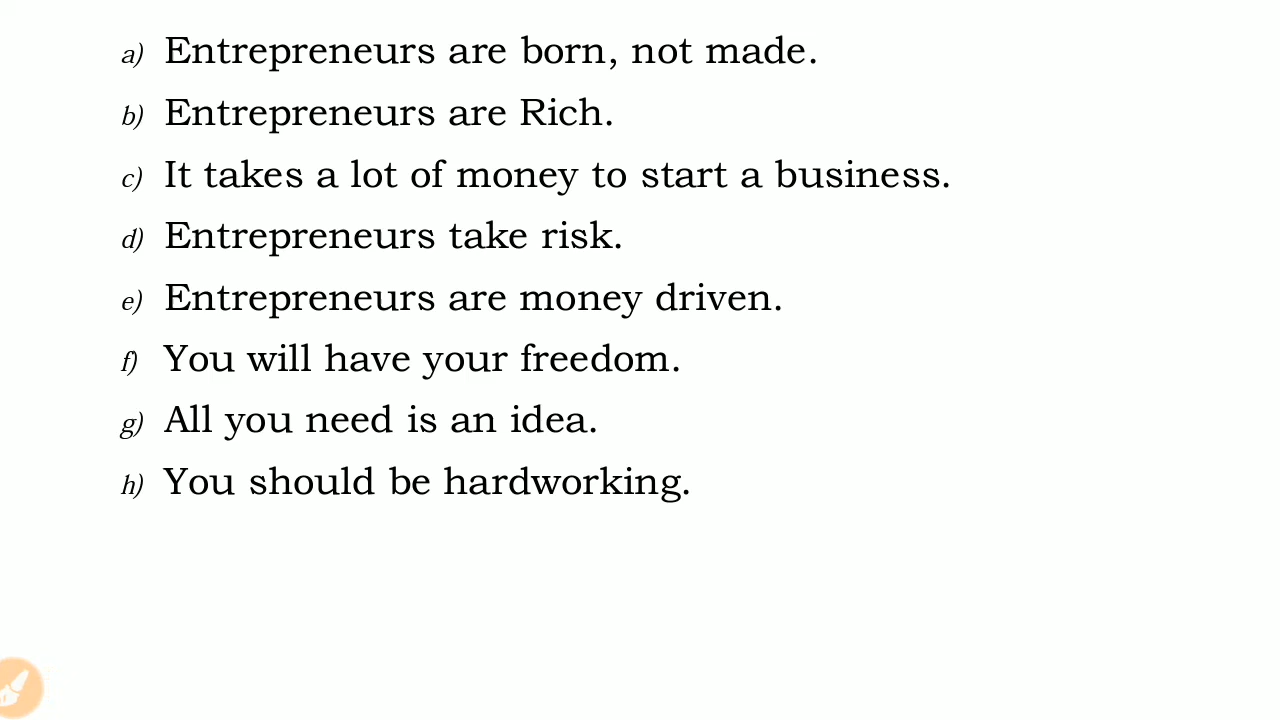 a) Entrepreneurs are born, not made.
b) Entrepreneurs are Rich.
c) It takes a lot of money to start a business.
d) Entrepreneurs take risk.
e) Entrepreneurs are money driven.
f) You will have your freedom.
g) All you need is an idea.
h) You should be hardworking.